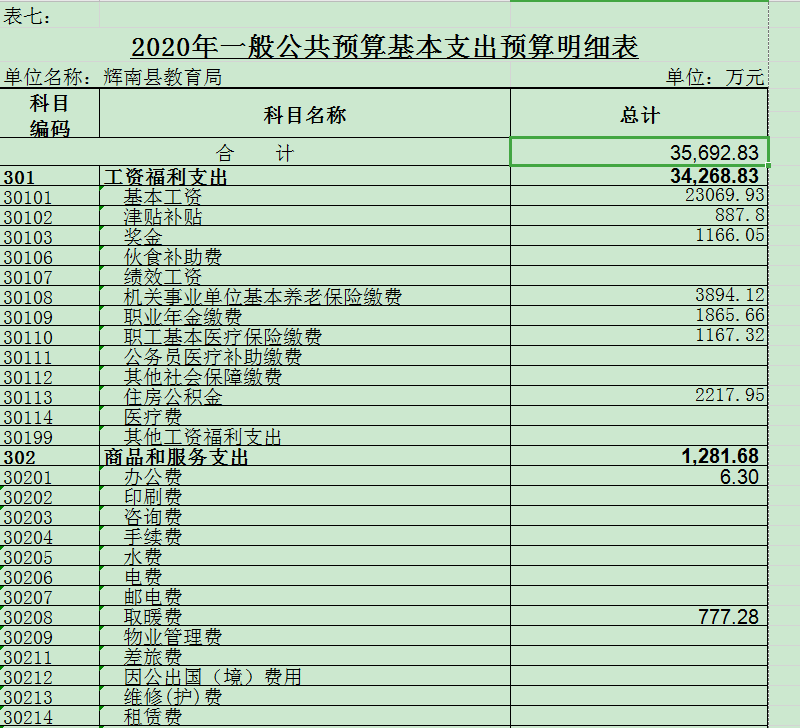 表七：
2020年一般公共预算基本支出预算明细表
单位名称：辉南县教育局 单位：万元
科目编码 科目名称 总计
合 计 35,692.83
301 工资福利支出 34,268.83
30101 基本工资 23069.93
30102 津贴补贴 887.8
30103 奖金 1166.05
30106 伙食补助费
30107 绩效工资
30108 机关事业单位基本养老保险缴费 3894.12
30109 职业年金缴费 1865.66
30110 职工基本医疗保险缴费 1167.32
30111 公务员医疗补助缴费
30112 其他社会保障缴费
30113 住房公积金 2217.95
30114 医疗费
30199 其他工资福利支出
302 商品和服务支出 1,281.68
30201 办公费 6.30
30202 印刷费
30203 咨询费
30204 手续费
30205 水费
30206 电费
30207 邮电费
30208 取暖费 777.28
30209 物业管理费
30211 差旅费
30212 因公出国（境）费用
30213 维修(护)费
30214 租赁费